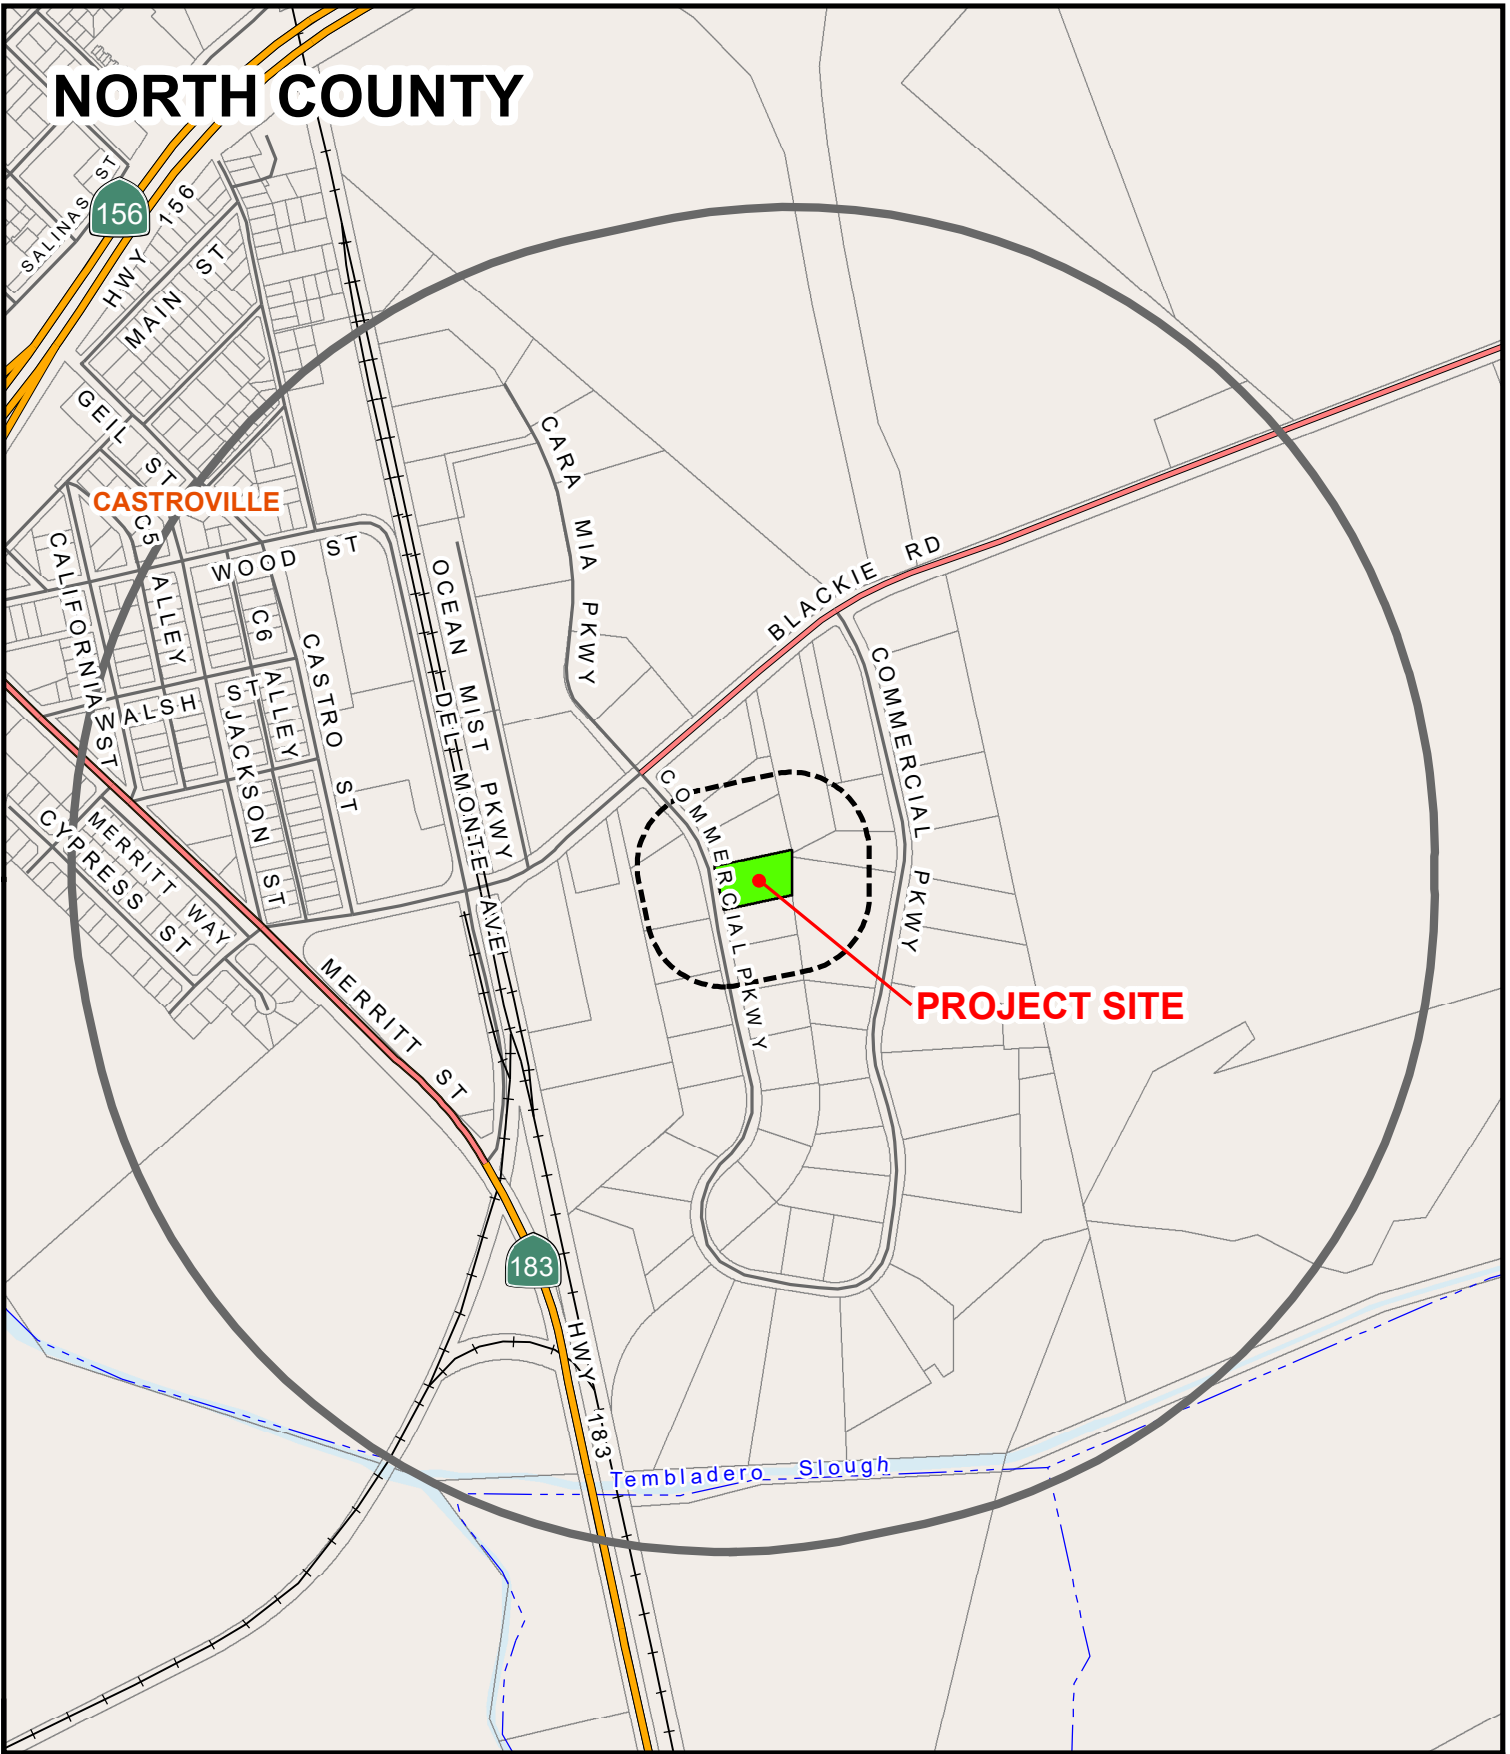 NORTH COUNTY
SALINAS ST
156
HWY 156
MAIN ST
GEIL ST
CASTROVILLE
C5 ALLEY
CALIFORNIA ST
WOOD ST
C6 ALLEY
WALSH ST
JACKSON ST
CASTRO ST
CYPRESS ST
MERRITT WAY
MERRITT ST
OCEAN MIST PKWY
DEL MONTE AVE
CARA MIA PKWY
BLACKIE RD
COMMERCIAL PKWY
COMMERCIAL PKWY
PROJECT SITE
183
HWY 183
Tembladero Slough